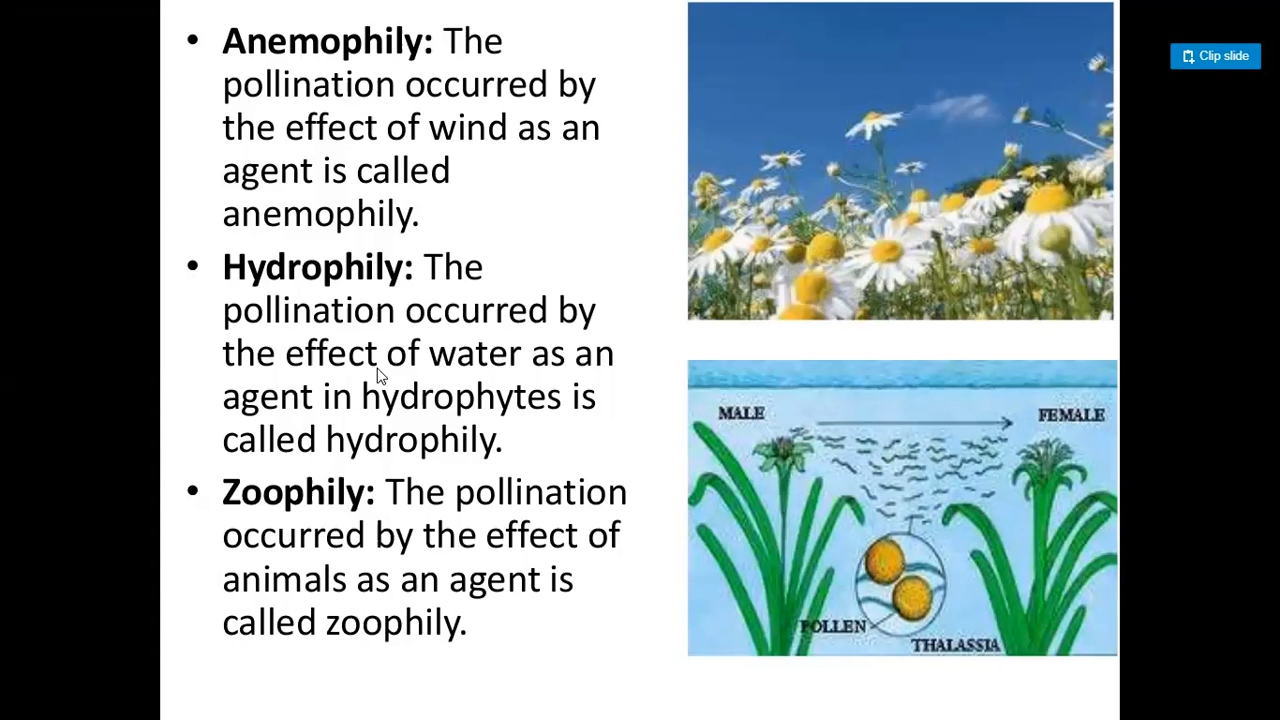 • Anemophily: The
pollination occurred by
the effect of wind as an
agent is called
anemophily.
• Hydrophily: The
pollination occurred by
the effect of water as an
agent in hydrophytes is
called hydrophily.
• Zoophily: The pollination
occurred by the effect of
animals as an agent is
called zoophily.
Clip slide
MALE
FEMALE
POLLEN
THALASSIA